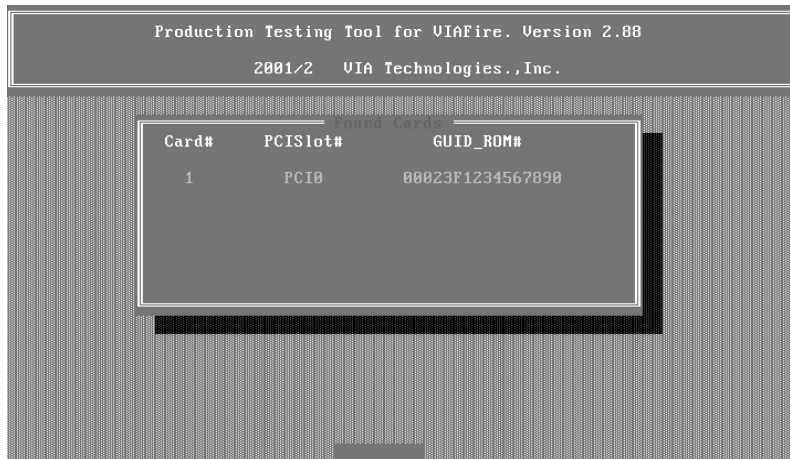 Production Testing Tool for VIAFire. Version 2.88
2001/2 VIA Technologies.,Inc.
Found Cards
Card# PCISlot# GUID_ROM#
1 PCI0 00023F1234567890